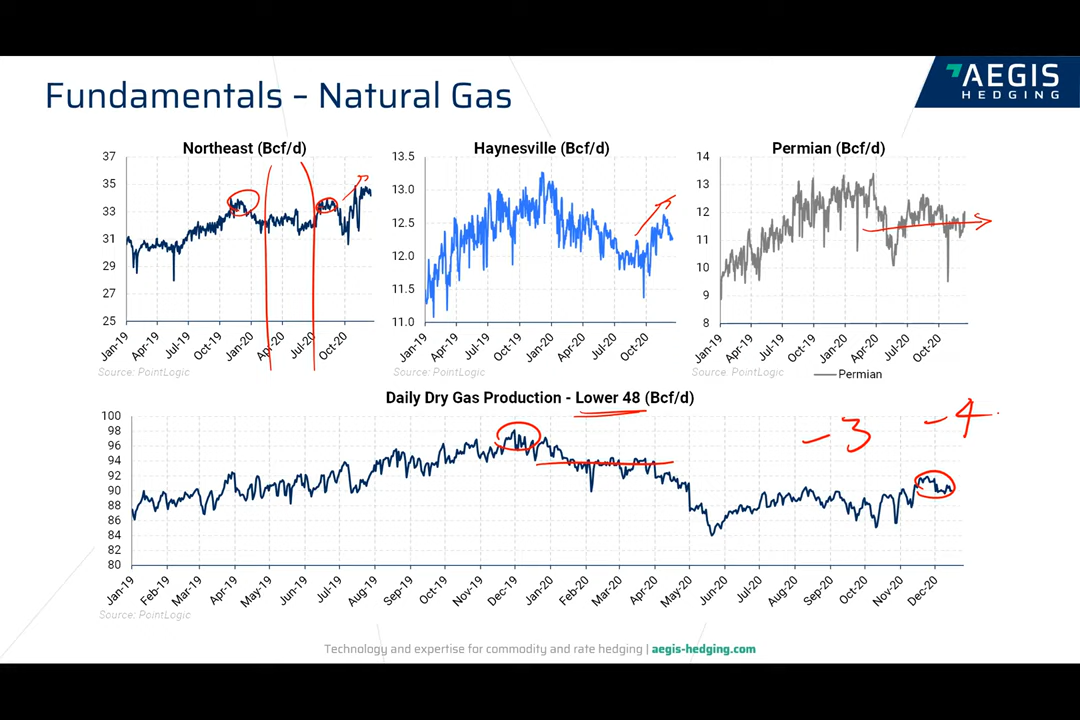 AEGIS
HEDGING
Fundamentals – Natural Gas
Northeast (Bcf/d)
37
35
33
31
29
27
25
Jan-19 Apr-19 Jul-19 Oct-19 Jan-20 Apr-20 Jul-20 Oct-20
Source: PointLogic
Haynesville (Bcf/d)
13.5
13.0
12.5
12.0
11.5
11.0
Jan-19 Apr-19 Jul-19 Oct-19 Jan-20 Apr-20 Jul-20 Oct-20
Source: PointLogic
Permian (Bcf/d)
14
13
12
11
10
9
8
Jan-19 Apr-19 Jul-19 Oct-19 Jan-20 Apr-20 Jul-20 Oct-20
Source: PointLogic
Permian
Daily Dry Gas Production - Lower 48 (Bcf/d)
-3 -4
100
98
96
94
92
90
88
86
84
82
80
Jan-19 Feb-19 Mar-19 Apr-19 May-19 Jun-19 Jul-19 Aug-19 Sep-19 Oct-19 Nov-19 Dec-19 Jan-20 Feb-20 Mar-20 Apr-20 May-20 Jun-20 Jul-20 Aug-20 Sep-20 Oct-20 Nov-20 Dec-20
Source: PointLogic
Technology and expertise for commodity and rate hedging | aegis-hedging.com